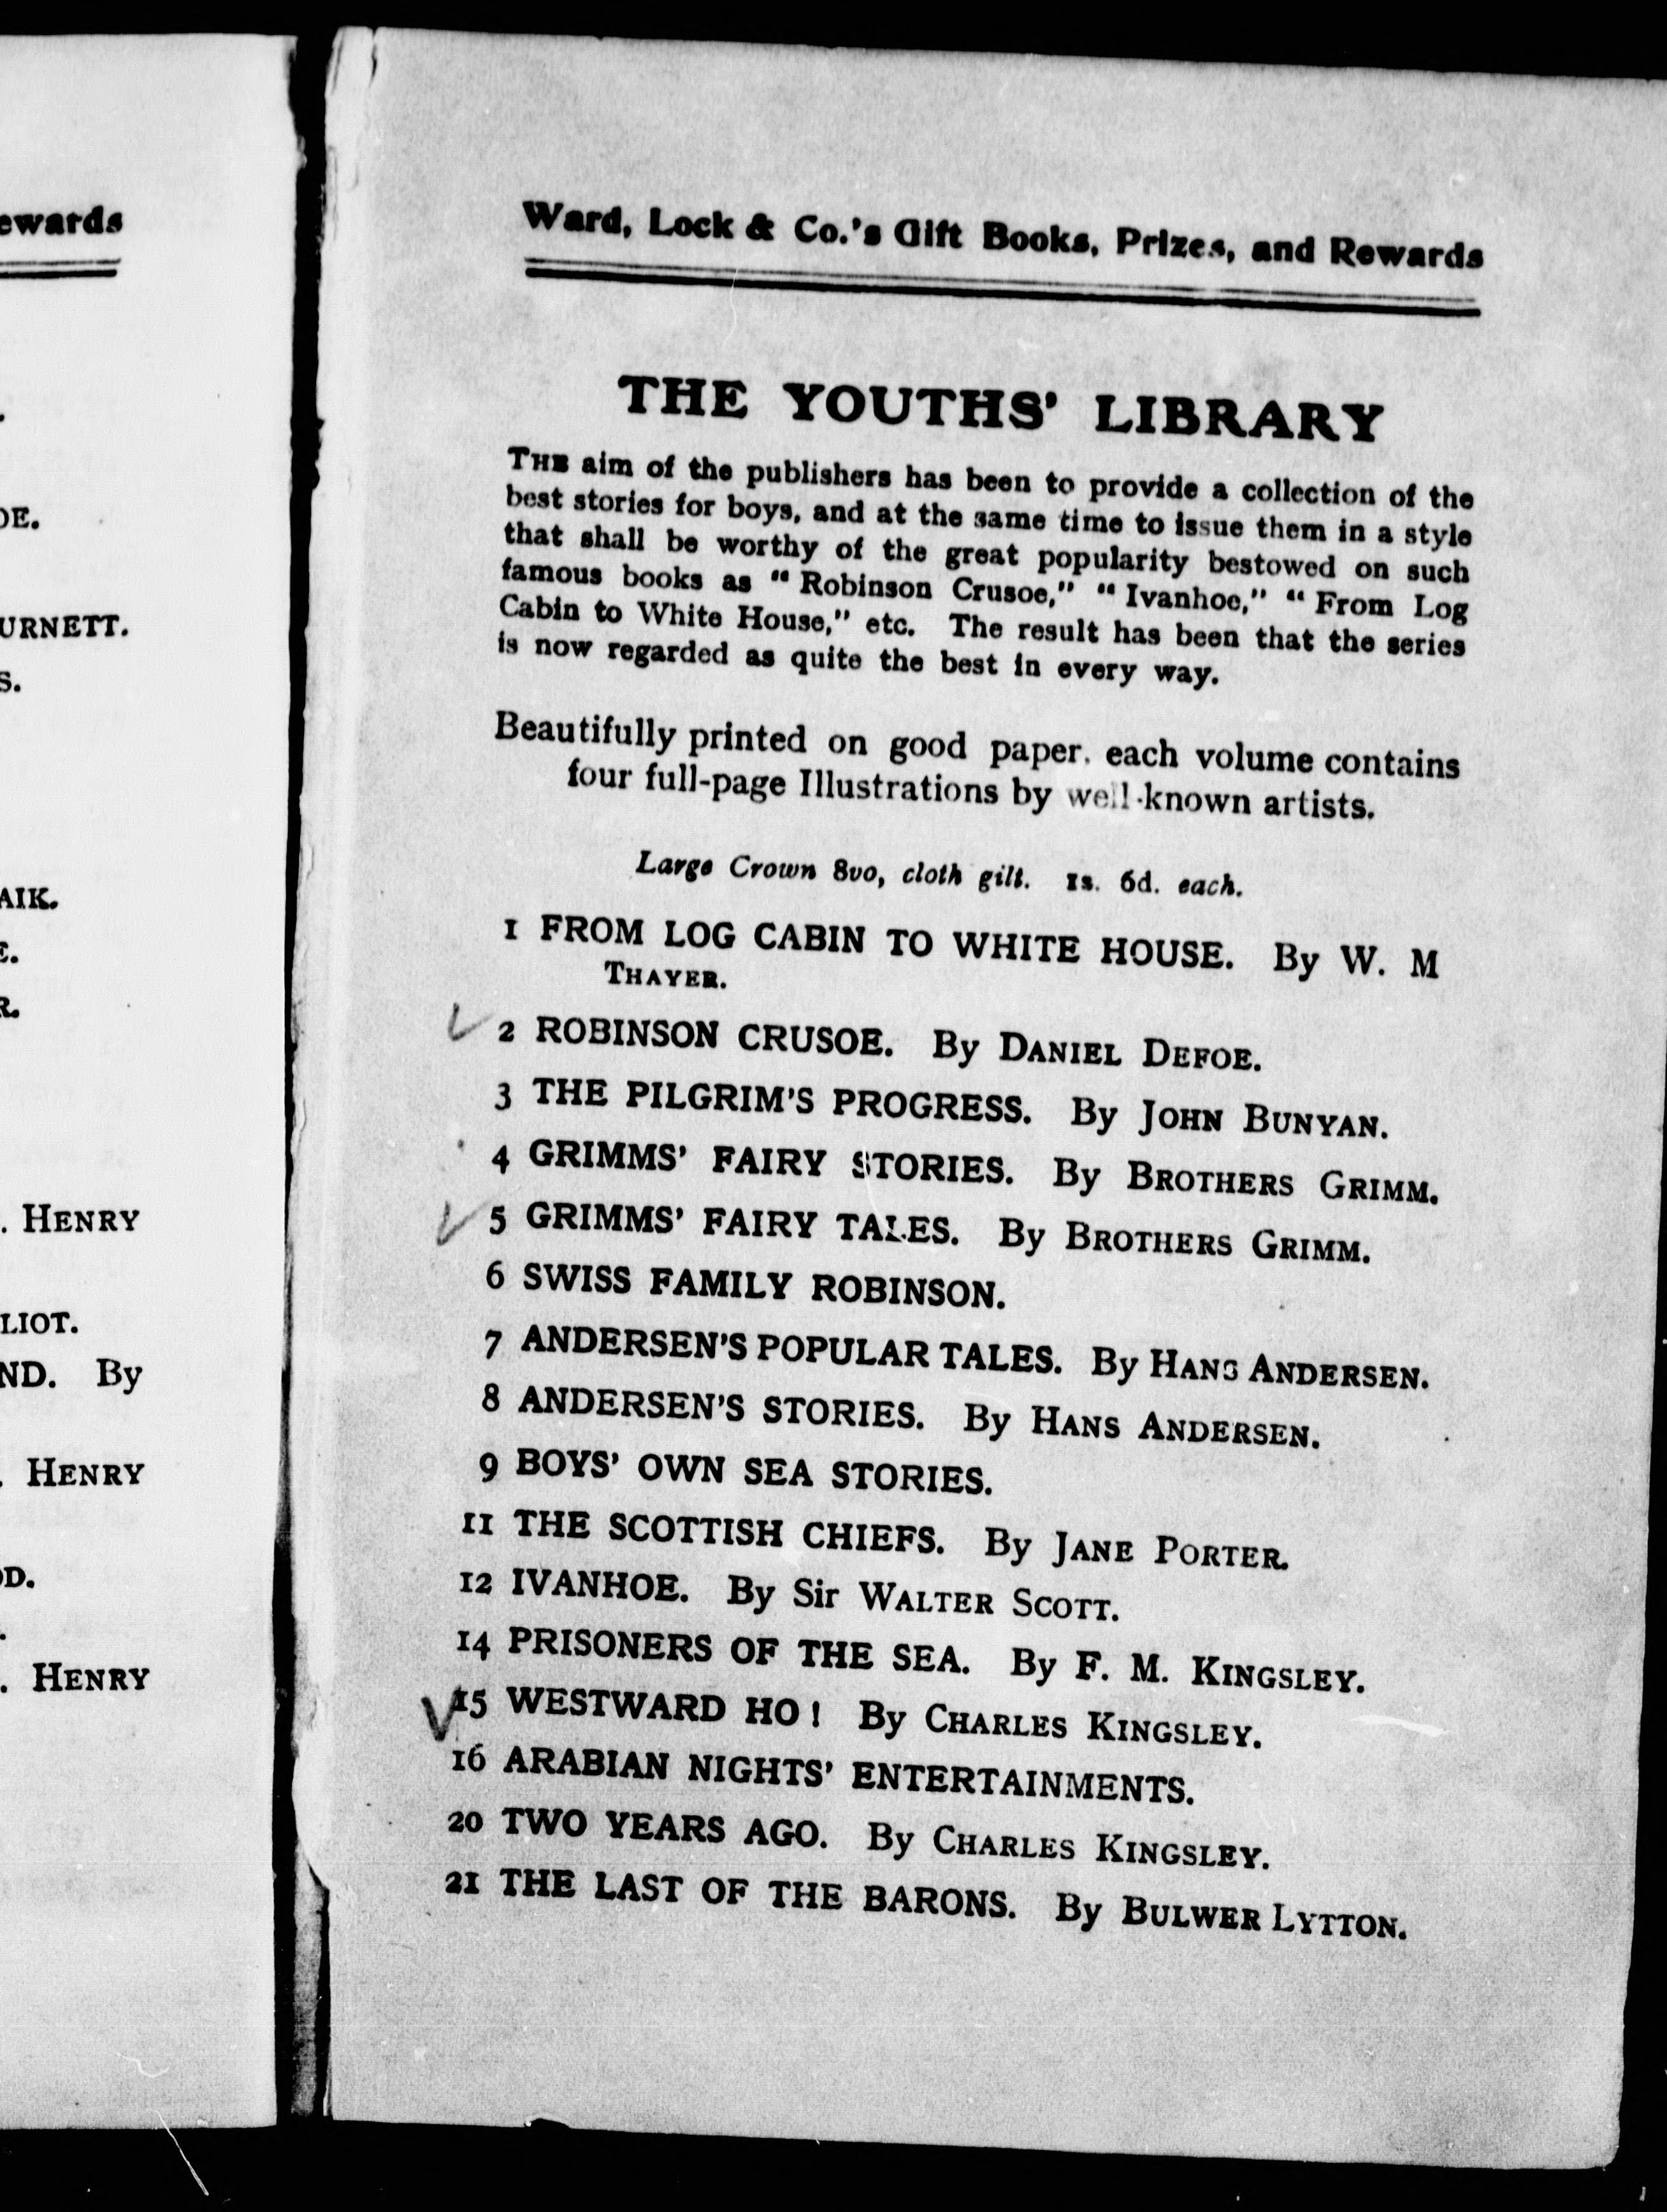 ewards
OE.
URNETT.
S.
AIK.
E.
R.
. HENRY
LIOT.
ND. By
. HENRY
D.
. HENRY
Ward, Lock & Co.'s Gift Books, Prizes, and Rewards
THE YOUTHS' LIBRARY
THE aim of the publishers has been to provide a collection of the
best stories for boys, and at the same time to issue them in a style
that shall be worthy of the great popularity bestowed on such
famous books as "Robinson Crusoe," "Ivanhoe," "From Log
Cabin to White House," etc. The result has been that the series
is now regarded as quite the best in every way.
Beautifully printed on good paper, each volume contains
four full-page Illustrations by well-known artists.
Large Crown 8vo, cloth gilt. 1s. 6d. each.
1 FROM LOG CABIN TO WHITE HOUSE. By W. M
THAYER.
2 ROBINSON CRUSOE. By DANIEL DEFOE.
3 THE PILGRIM'S PROGRESS. By JOHN BUNYAN.
4 GRIMMS' FAIRY STORIES. By BROTHERS GRIMM.
5 GRIMMS' FAIRY TALES. By BROTHERS GRIMM.
6 SWISS FAMILY ROBINSON.
7 ANDERSEN'S POPULAR TALES. By HANS ANDERSEN.
8 ANDERSEN'S STORIES. By HANS ANDERSEN.
9 BOYS' OWN SEA STORIES.
11 THE SCOTTISH CHIEFS. By JANE PORTER.
12 IVANHOE. By Sir WALTER SCOTT.
14 PRISONERS OF THE SEA. By F. M. KINGSLEY.
15 WESTWARD HO! By CHARLES KINGSLEY.
16 ARABIAN NIGHTS' ENTERTAINMENTS.
20 TWO YEARS AGO. By CHARLES KINGSLEY.
21 THE LAST OF THE BARONS. By BULWER LYTTON.